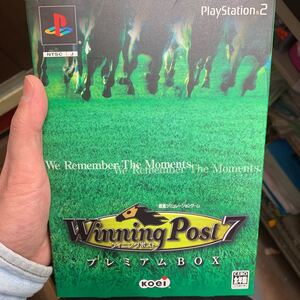 PlayStation 2
NTSC J
We Remember The Moments.
We Remember The Moments.
競馬シミュレーションゲーム
Winning Post 7
ウイニングポスト
プレミアムBOX
KOEI
CERO